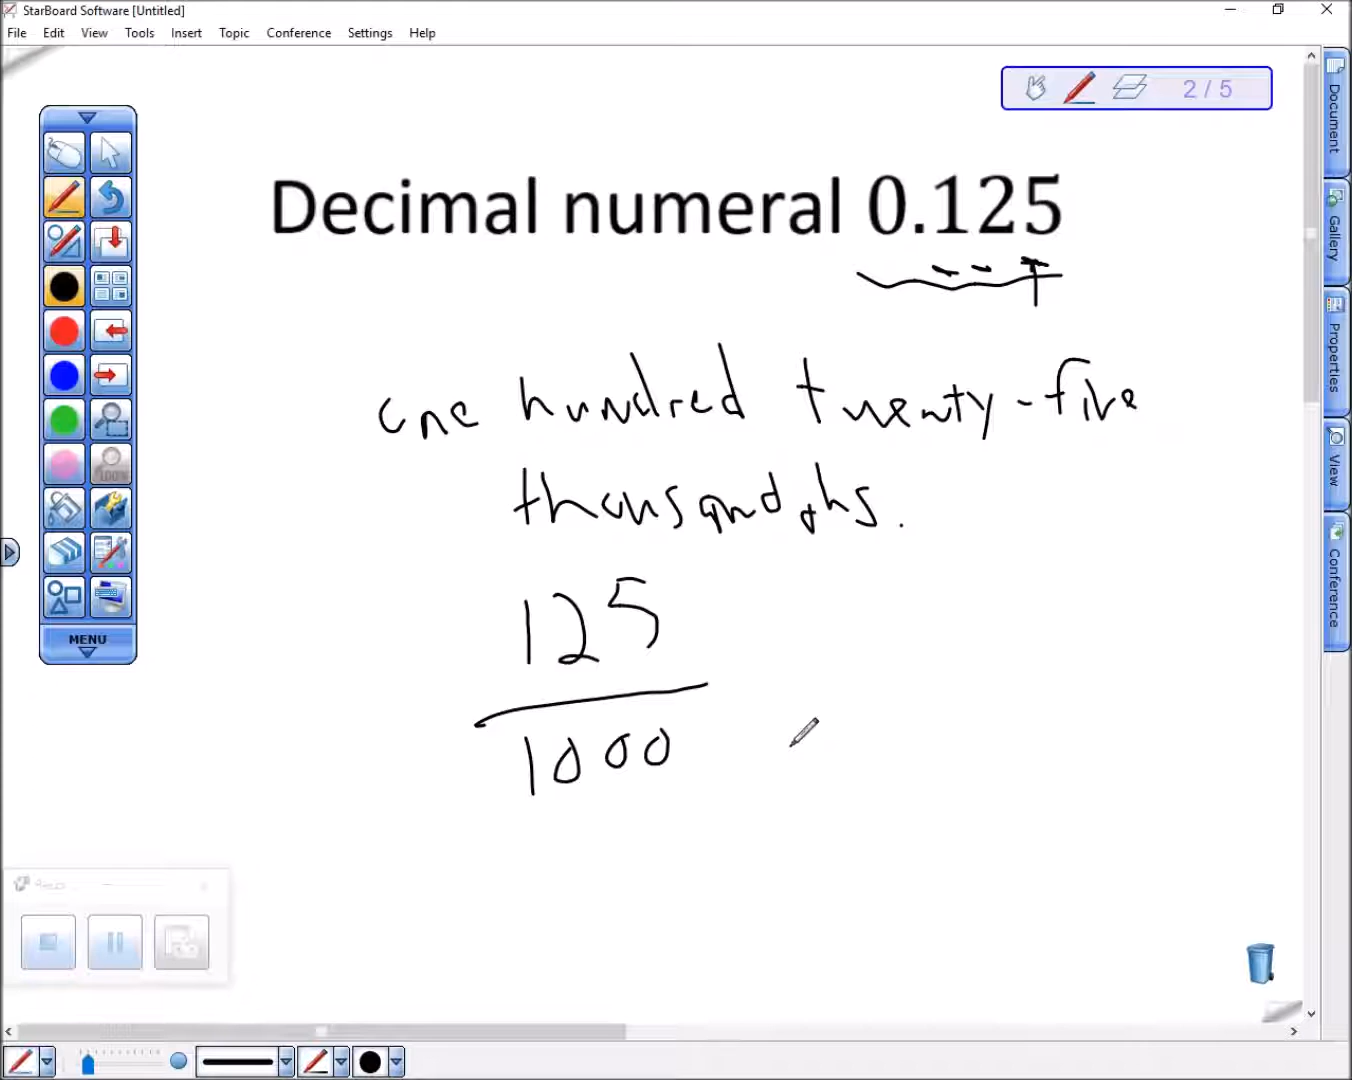 StarBoard Software [Untitled]
File Edit View Tools Insert Topic Conference Settings Help
2 / 5
Document
Gallery
Properties
View
Conference
Decimal numeral 0.125
one hundred twenty-five
thousandths.
125
1000
100%
MENU